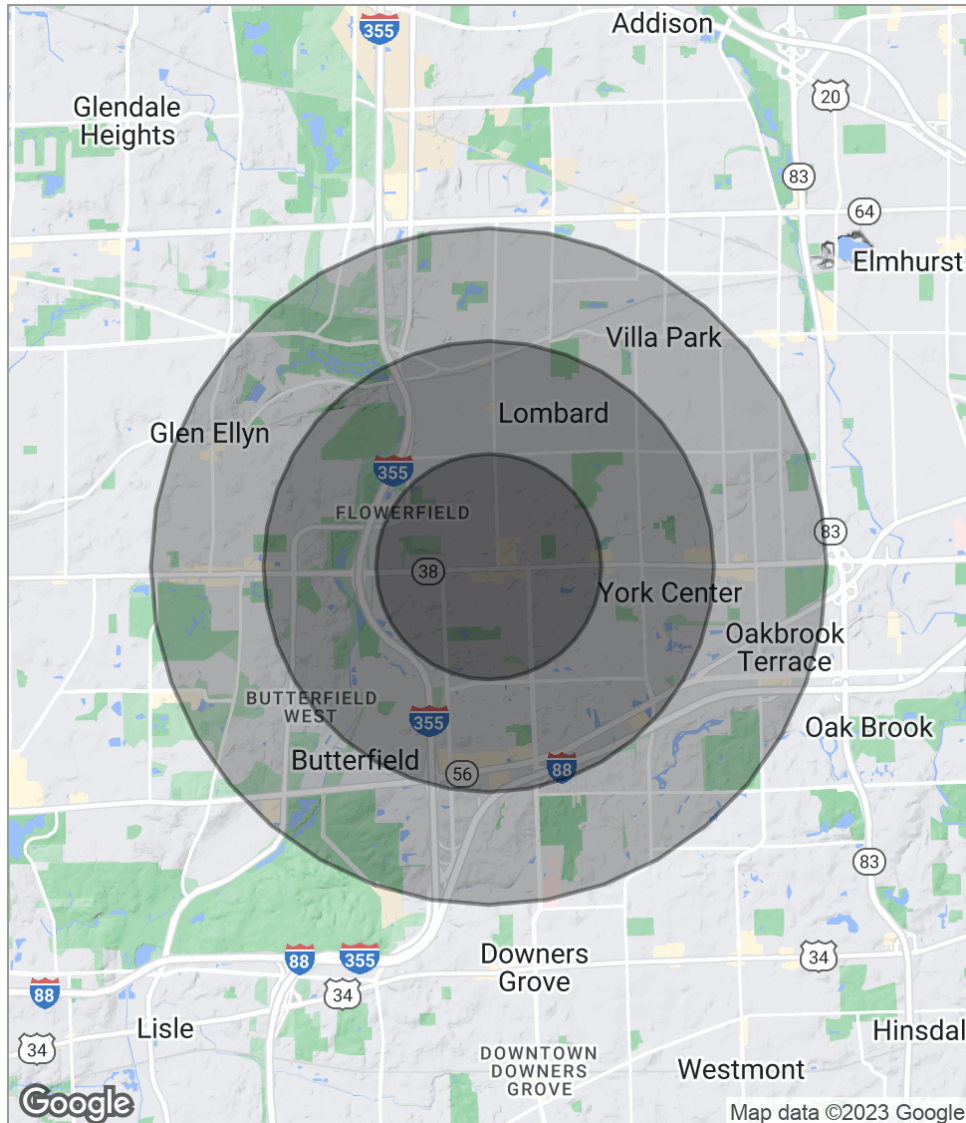 Addison
355
20
Glendale
Heights
83
64
Elmhurst
Villa Park
Lombard
Glen Ellyn
355
FLOWERFIELD
83
38
York Center
Oakbrook
Terrace
BUTTERFIELD
WEST
355
Oak Brook
Butterfield
56
88
83
Downers
Grove
88
355
34
88
34
Lisle
34
Hinsdal
DOWNTOWN
DOWNERS
GROVE
Westmont
Google
Map data ©2023 Google